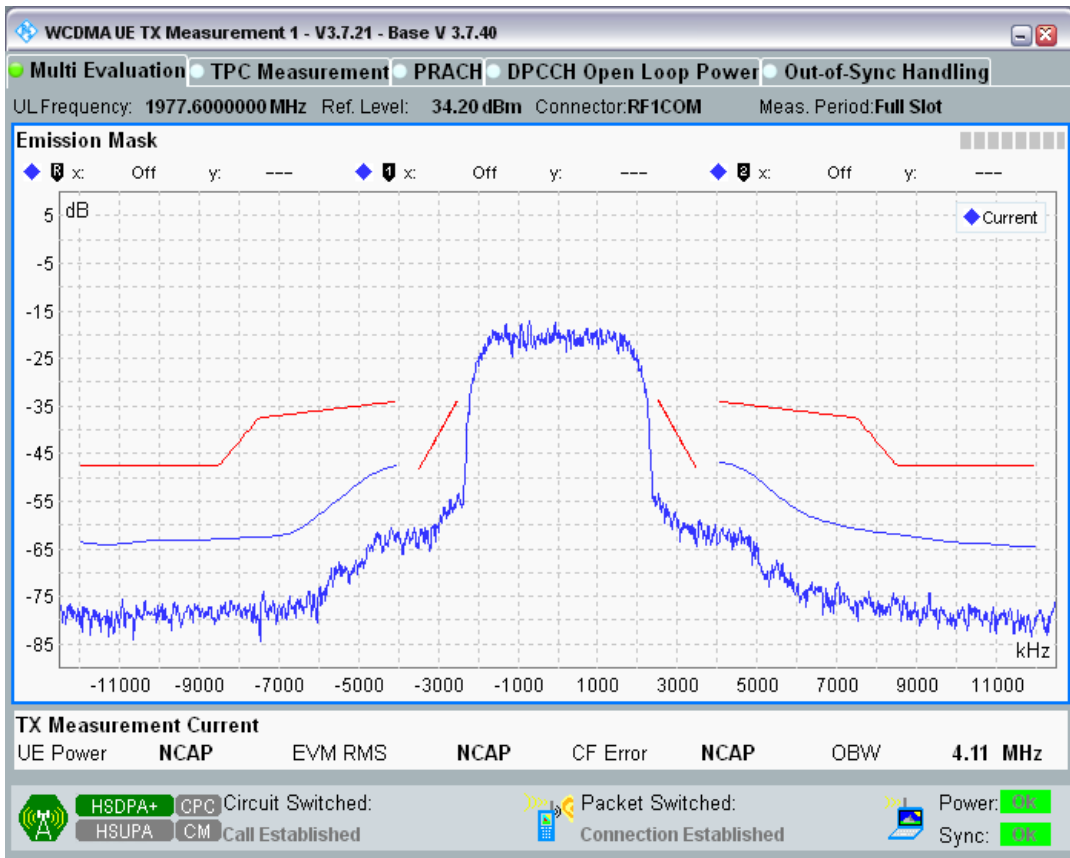 WCDMA UE TX Measurement 1 - V3.7.21 - Base V 3.7.40
Multi Evaluation TPC Measurement PRACH DPCCH Open Loop Power Out-of-Sync Handling
UL Frequency: 1977.6000000 MHz Ref. Level: 34.20 dBm Connector: RF1COM Meas. Period: Full Slot
Emission Mask
R x: Off y: --- 1 x: Off y: --- 2 x: Off y: ---
dB
Current
5
-5
-15
-25
-35
-45
-55
-65
-75
-85
kHz
-11000 -9000 -7000 -5000 -3000 -1000 1000 3000 5000 7000 9000 11000
TX Measurement Current
UE Power NCAP EVM RMS NCAP CF Error NCAP OBW 4.11 MHz
HSDPA+ CPC Circuit Switched: Packet Switched: Power: Ok
HSUPA CM Call Established Connection Established Sync: Ok